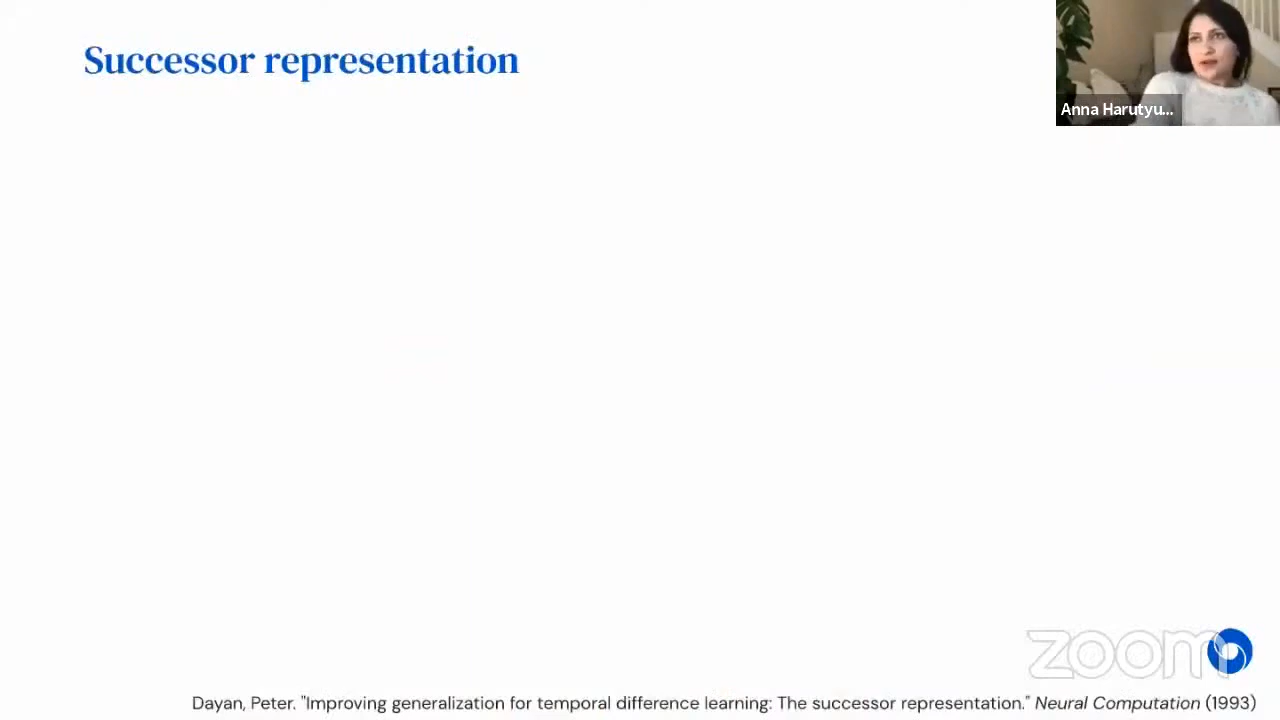 Successor representation
Anna Harutyu...
zoom
Dayan, Peter. "Improving generalization for temporal difference learning: The successor representation." Neural Computation (1993)